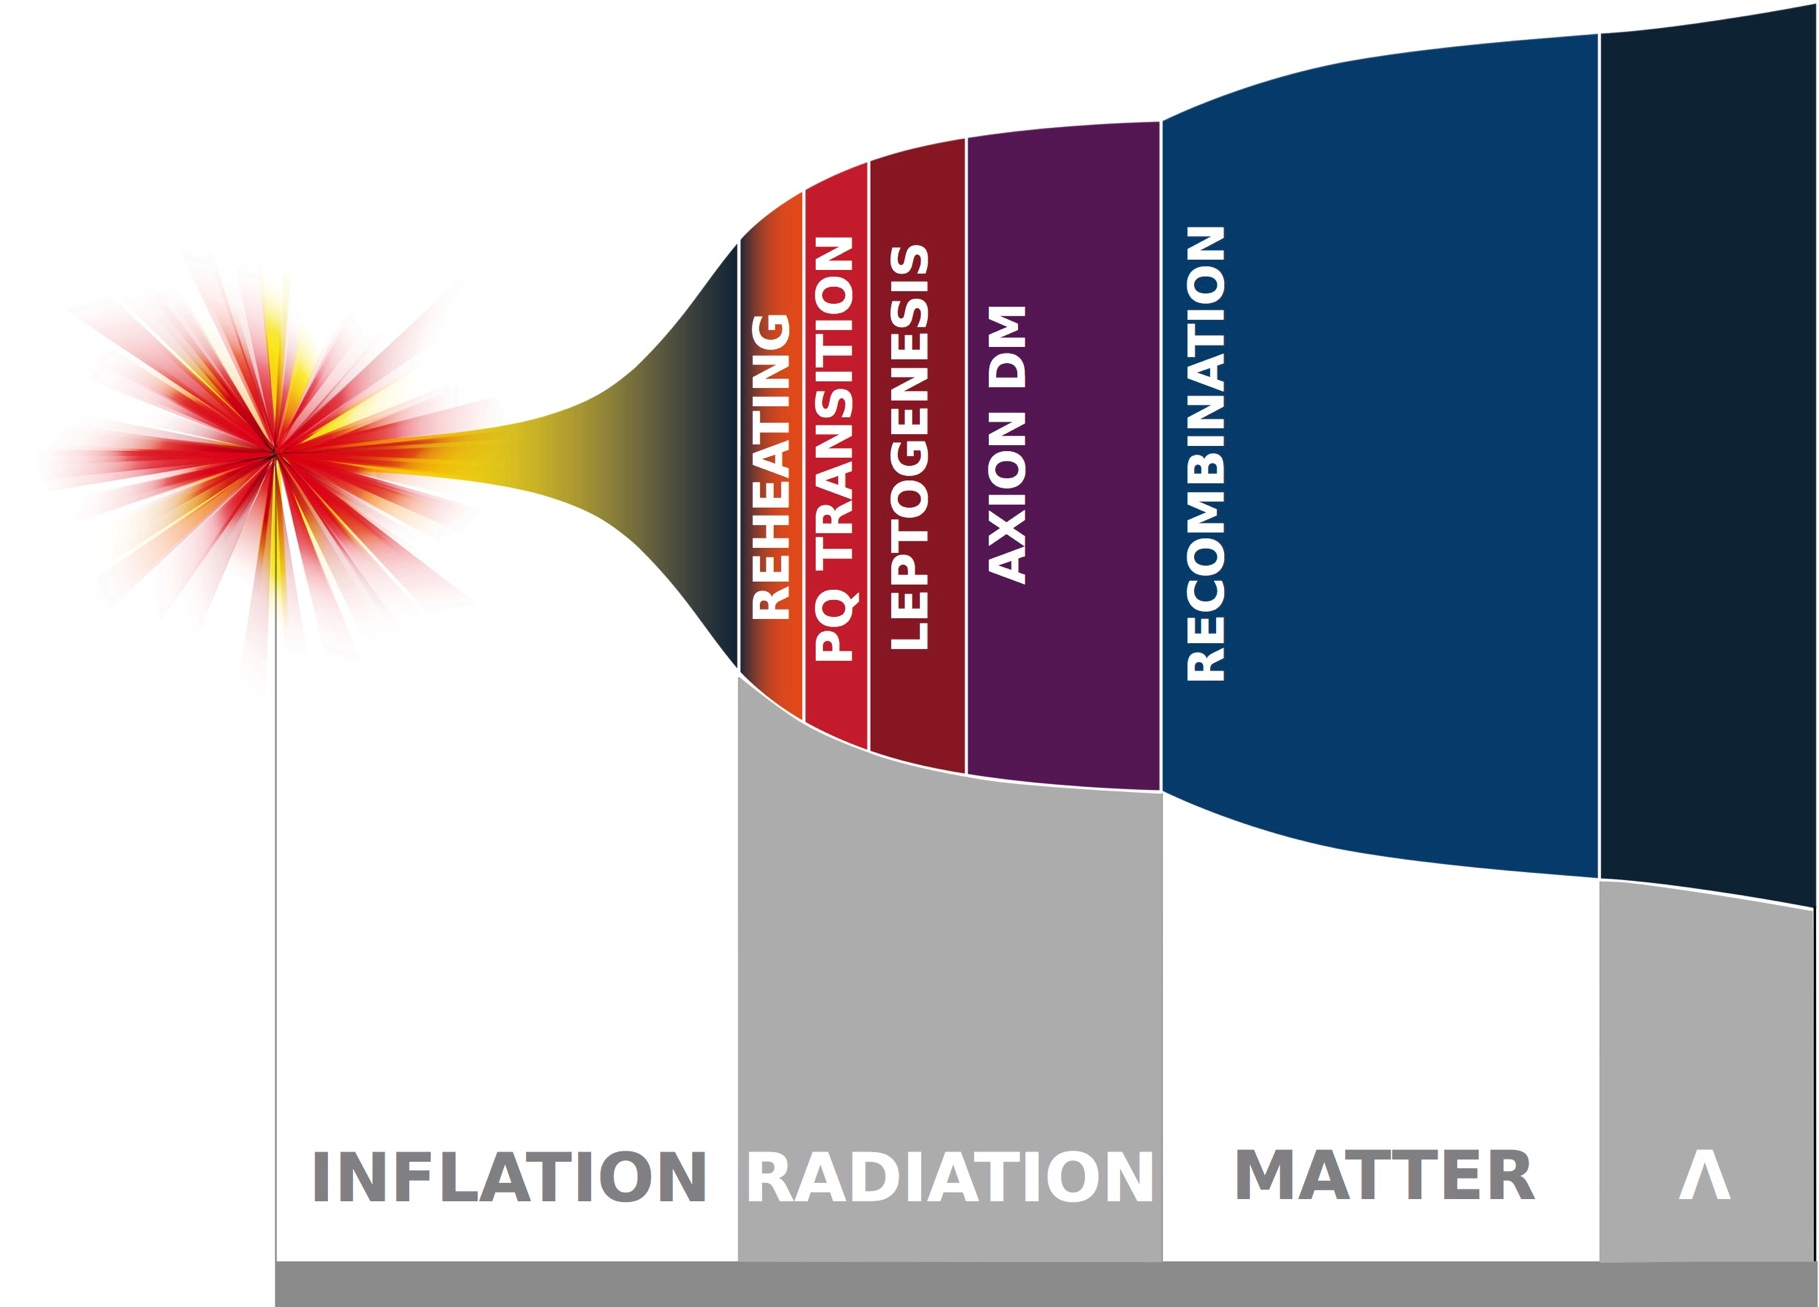 REHEATING
PQ TRANSITION
LEPTOGENESIS
AXION DM
RECOMBINATION
INFLATION
RADIATION
MATTER
Λ